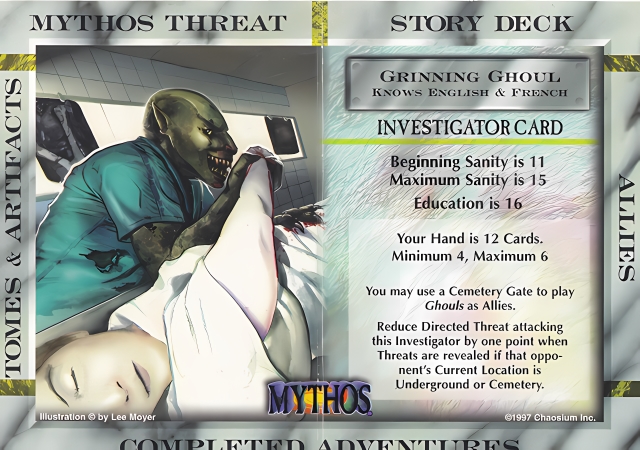 MYTHOS THREAT
STORY DECK
TOMES & ARTIFACTS
GRINNING GHOUL
KNOWS ENGLISH & FRENCH
INVESTIGATOR CARD
Beginning Sanity is 11
Maximum Sanity is 15
Education is 16
Your Hand is 12 Cards.
Minimum 4, Maximum 6
You may use a Cemetery Gate to play
Ghouls as Allies.
Reduce Directed Threat attacking
this Investigator by one point when
Threats are revealed if that oppo-
nent's Current Location is
Underground or Cemetery.
ALLIES
MYTHOS
Illustration © by Lee Moyer
©1997 Chaosium Inc.
COMPLETED ADVENTURES